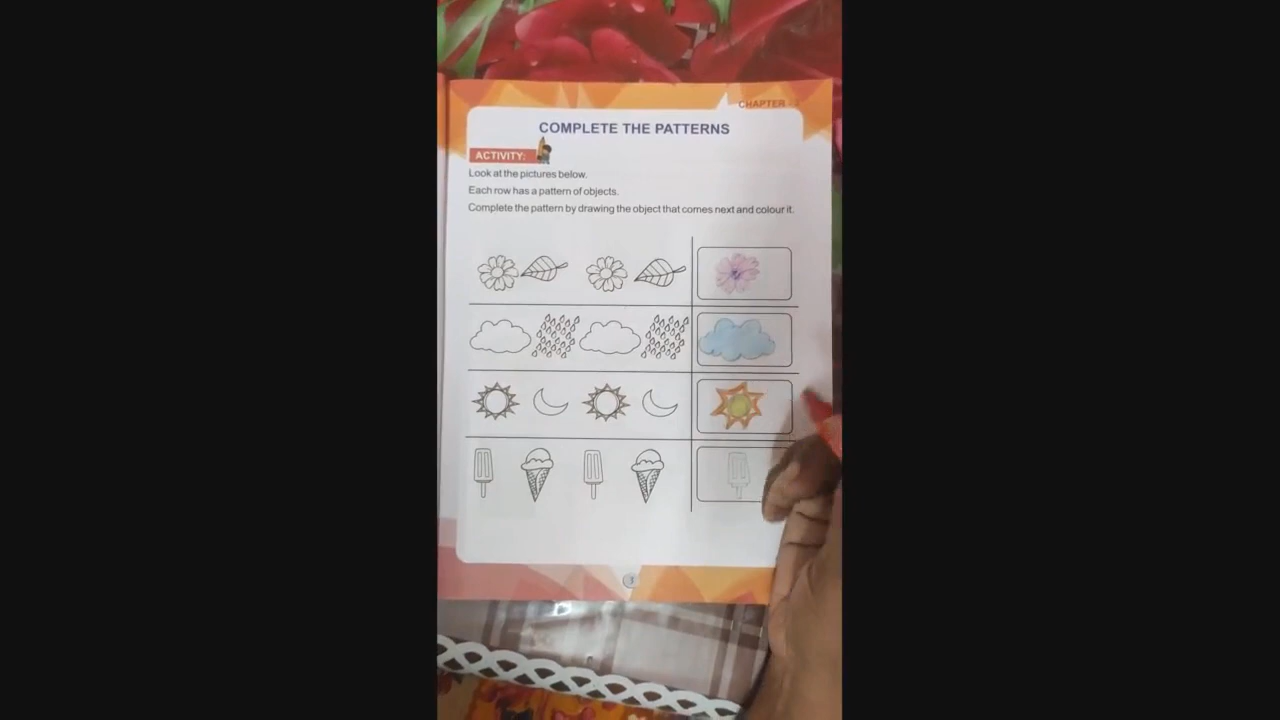 CHAPTER -
COMPLETE THE PATTERNS
ACTIVITY:
Look at the pictures below.
Each row has a pattern of objects.
Complete the pattern by drawing the object that comes next and colour it.
3